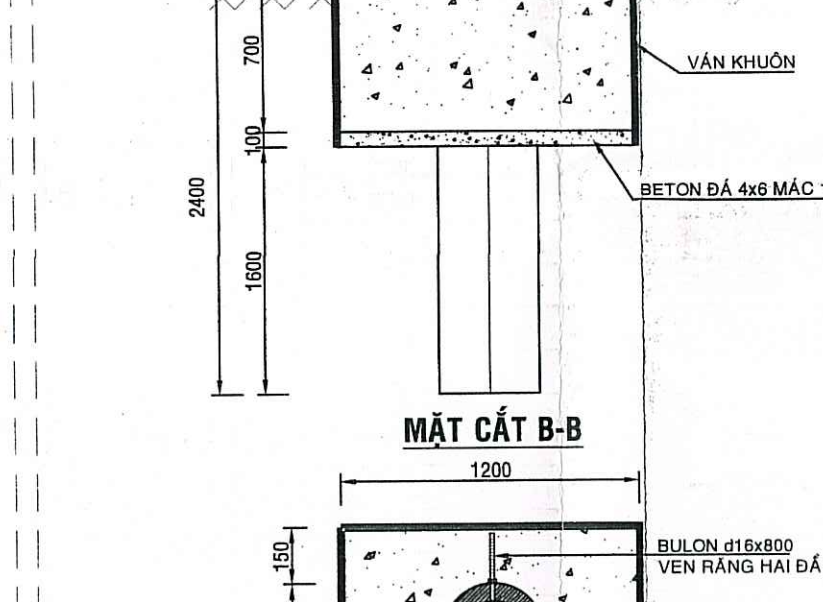 700
VÁN KHUÔN
100
BETON ĐÁ 4x6 MÁC
2400
1600
MẶT CẮT B-B
1200
150
BULON d16x800
VEN RĂNG HAI ĐẦ